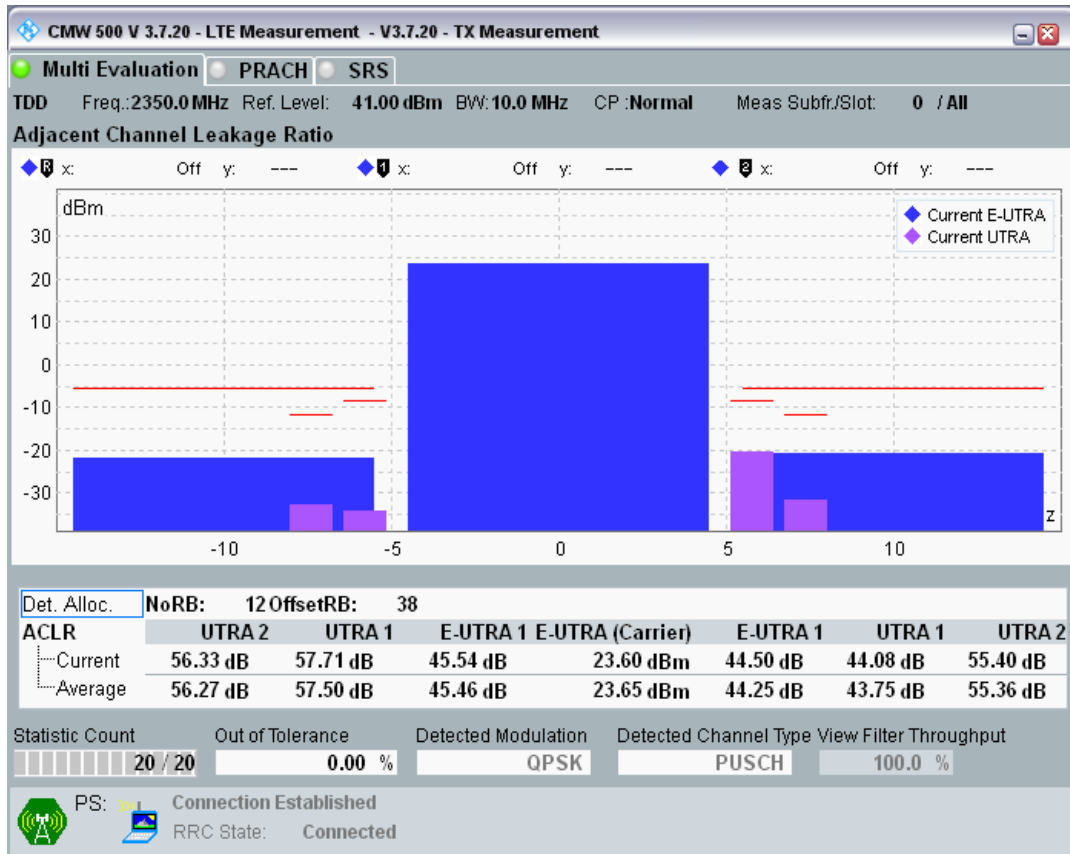 CMW 500 V 3.7.20 - LTE Measurement - V3.7.20 - TX Measurement
Multi Evaluation PRACH SRS
TDD Freq.:2350.0 MHz Ref. Level: 41.00 dBm BW:10.0 MHz CP :Normal Meas Subfr./Slot: 0 / All
Adjacent Channel Leakage Ratio
R x: Off y: --- 1 x: Off y: --- 2 x: Off y: ---
dBm
Current E-UTRA
Current UTRA
30
20
10
0
-10
-20
-30
z
-10 -5 0 5 10
Det. Alloc. NoRB: 12 OffsetRB: 38
ACLR UTRA 2 UTRA 1 E-UTRA 1 E-UTRA (Carrier) E-UTRA 1 UTRA 1 UTRA 2
Current 56.33 dB 57.71 dB 45.54 dB 23.60 dBm 44.50 dB 44.08 dB 55.40 dB
Average 56.27 dB 57.50 dB 45.46 dB 23.65 dBm 44.25 dB 43.75 dB 55.36 dB
Statistic Count Out of Tolerance Detected Modulation Detected Channel Type View Filter Throughput
20 / 20 0.00 % QPSK PUSCH 100.0 %
PS: Connection Established
RRC State: Connected